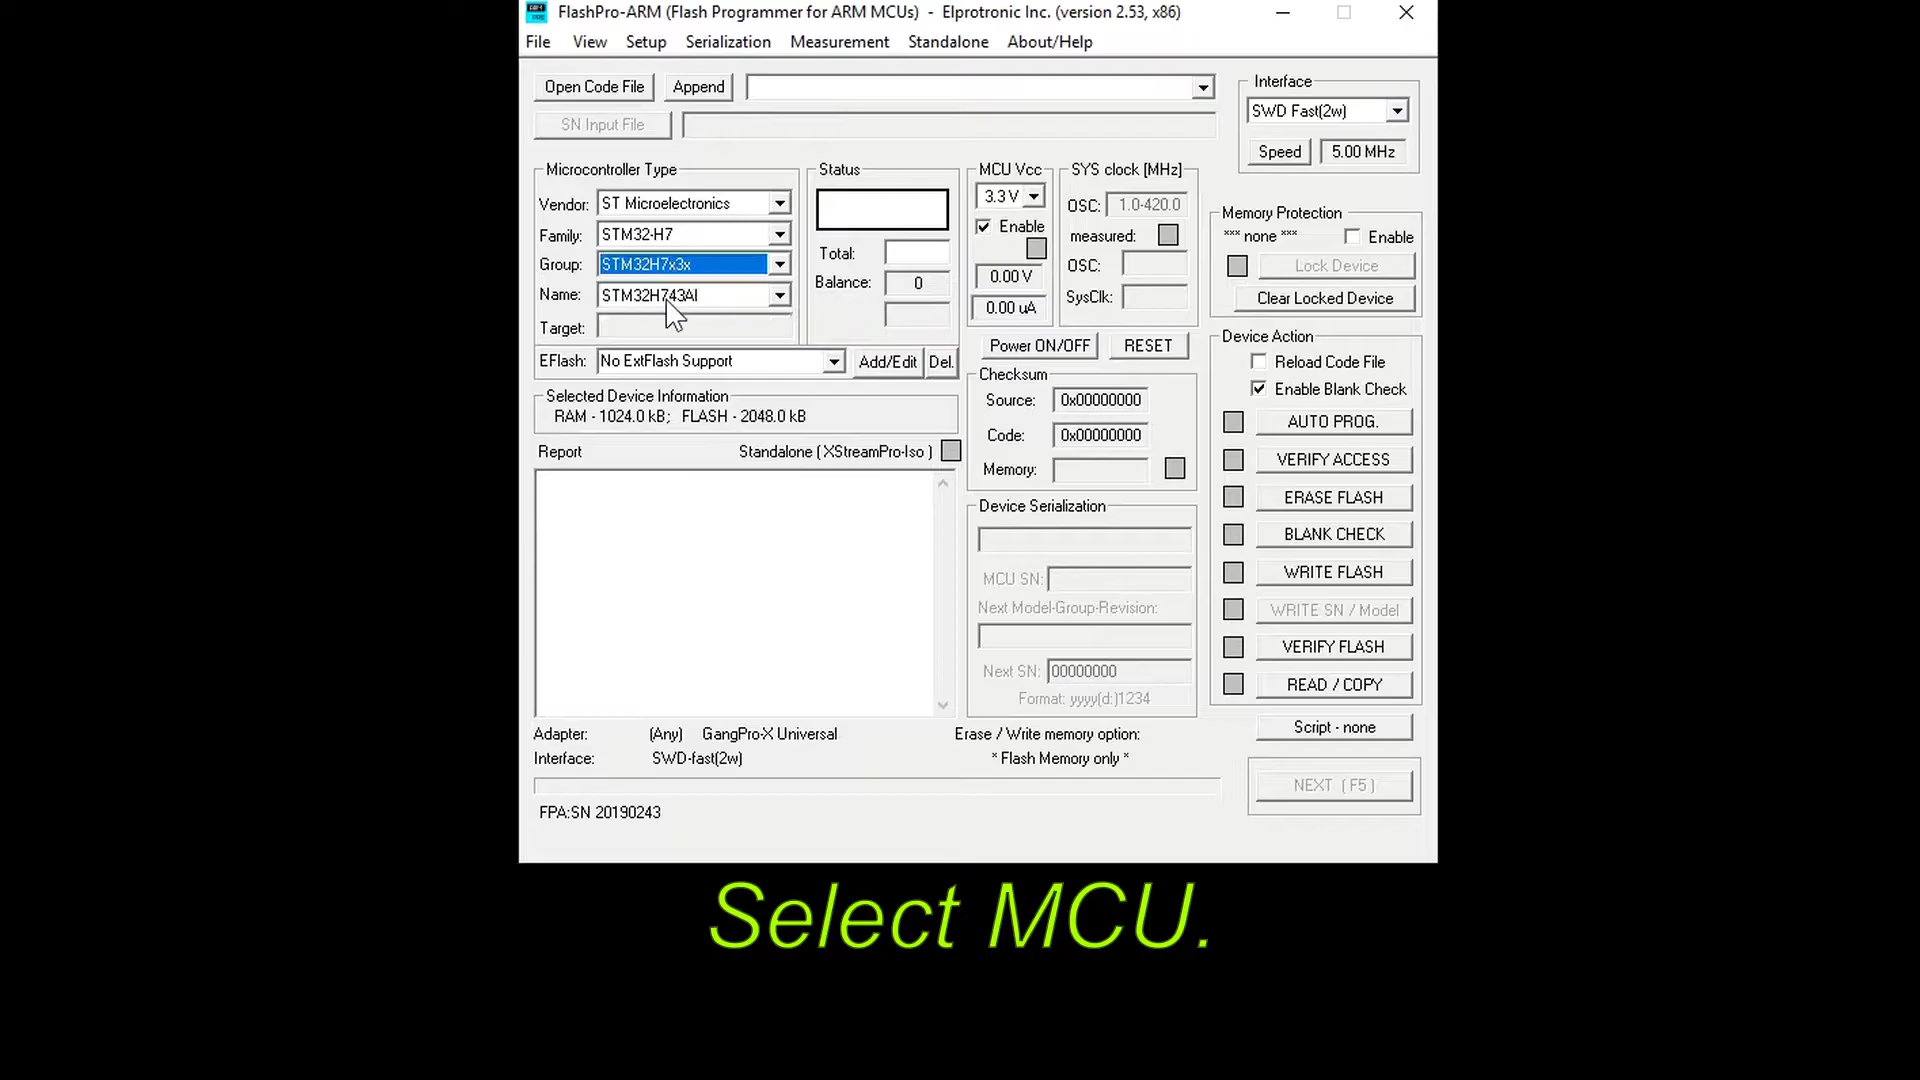 FlashPro-ARM (Flash Programmer for ARM MCUs)  -  Elprotronic Inc. (version 2.53, x86)
File View Setup Serialization Measurement Standalone About/Help
Open Code File Append
SN Input File
Interface
SWD Fast(2w)
Speed 5.00 MHz
Microcontroller Type
Vendor: ST Microelectronics
Family: STM32-H7
Group: STM32H7x3x
Name: STM32H743AI
Target:
EFlash: No ExtFlash Support Add/Edit Del.
Status
Total:
Balance: 0
MCU Vcc
3.3 V
Enable
0.00 V
0.00 uA
SYS clock [MHz]
OSC: 1.0-420.0
measured:
OSC:
SysClk:
Power ON/OFF RESET
Memory Protection
*** none *** Enable
Lock Device
Clear Locked Device
Selected Device Information
RAM - 1024.0 kB;  FLASH - 2048.0 kB
Report Standalone ( XStreamPro-Iso )
Checksum
Source: 0x00000000
Code: 0x00000000
Memory:
Device Serialization
MCU SN:
Next Model-Group-Revision:
Next SN: 00000000
Format: yyyy(d:)1234
Device Action
Reload Code File
Enable Blank Check
AUTO PROG.
VERIFY ACCESS
ERASE FLASH
BLANK CHECK
WRITE FLASH
WRITE SN / Model
VERIFY FLASH
READ / COPY
Script - none
NEXT ( F5 )
Adapter: (Any) GangPro-X Universal
Interface: SWD-fast(2w)
Erase / Write memory option:
* Flash Memory only *
FPA:SN 20190243
Select MCU.